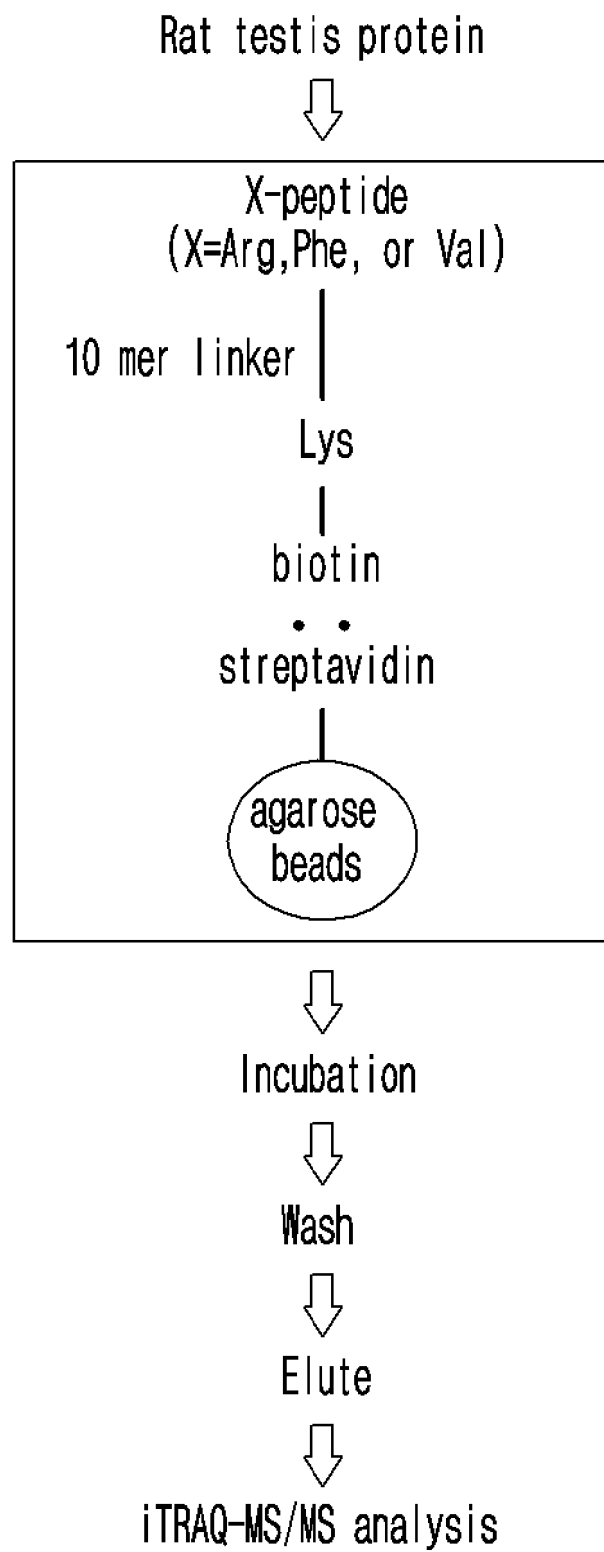 Rat testis protein
X-peptide
(X=Arg,Phe, or Val)
10 mer linker
Lys
biotin
streptavidin
agarose
beads
Incubation
Wash
Elute
iTRAQ-MS/MS analysis